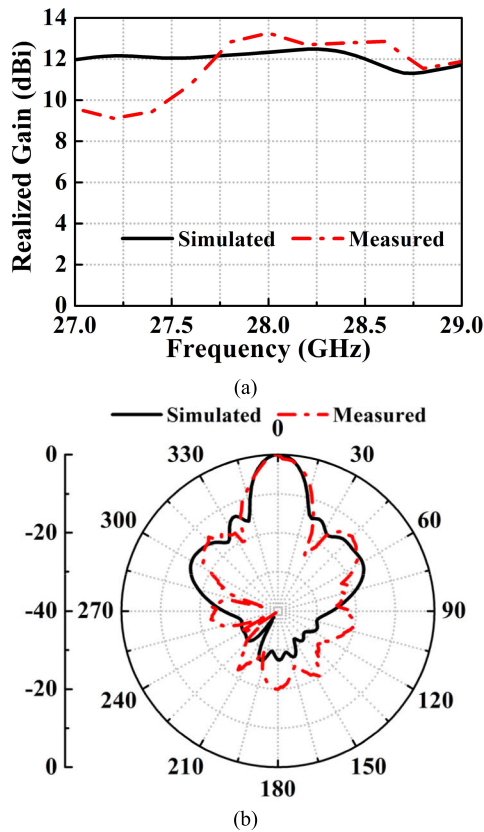 14
12
10
8
6
4
2
0
Realized Gain (dBi)
Simulated Measured
27.0 27.5 28.0 28.5 29.0
Frequency (GHz)
(a)
Simulated Measured
0
330 30
300 60
270 90
240 120
210 150
180
0
-20
-40
-20
0
(b)